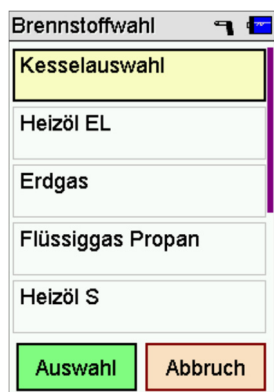 Brennstoffwahl
Kesselauswahl
Heizöl EL
Erdgas
Flüssiggas Propan
Heizöl S
Auswahl Abbruch